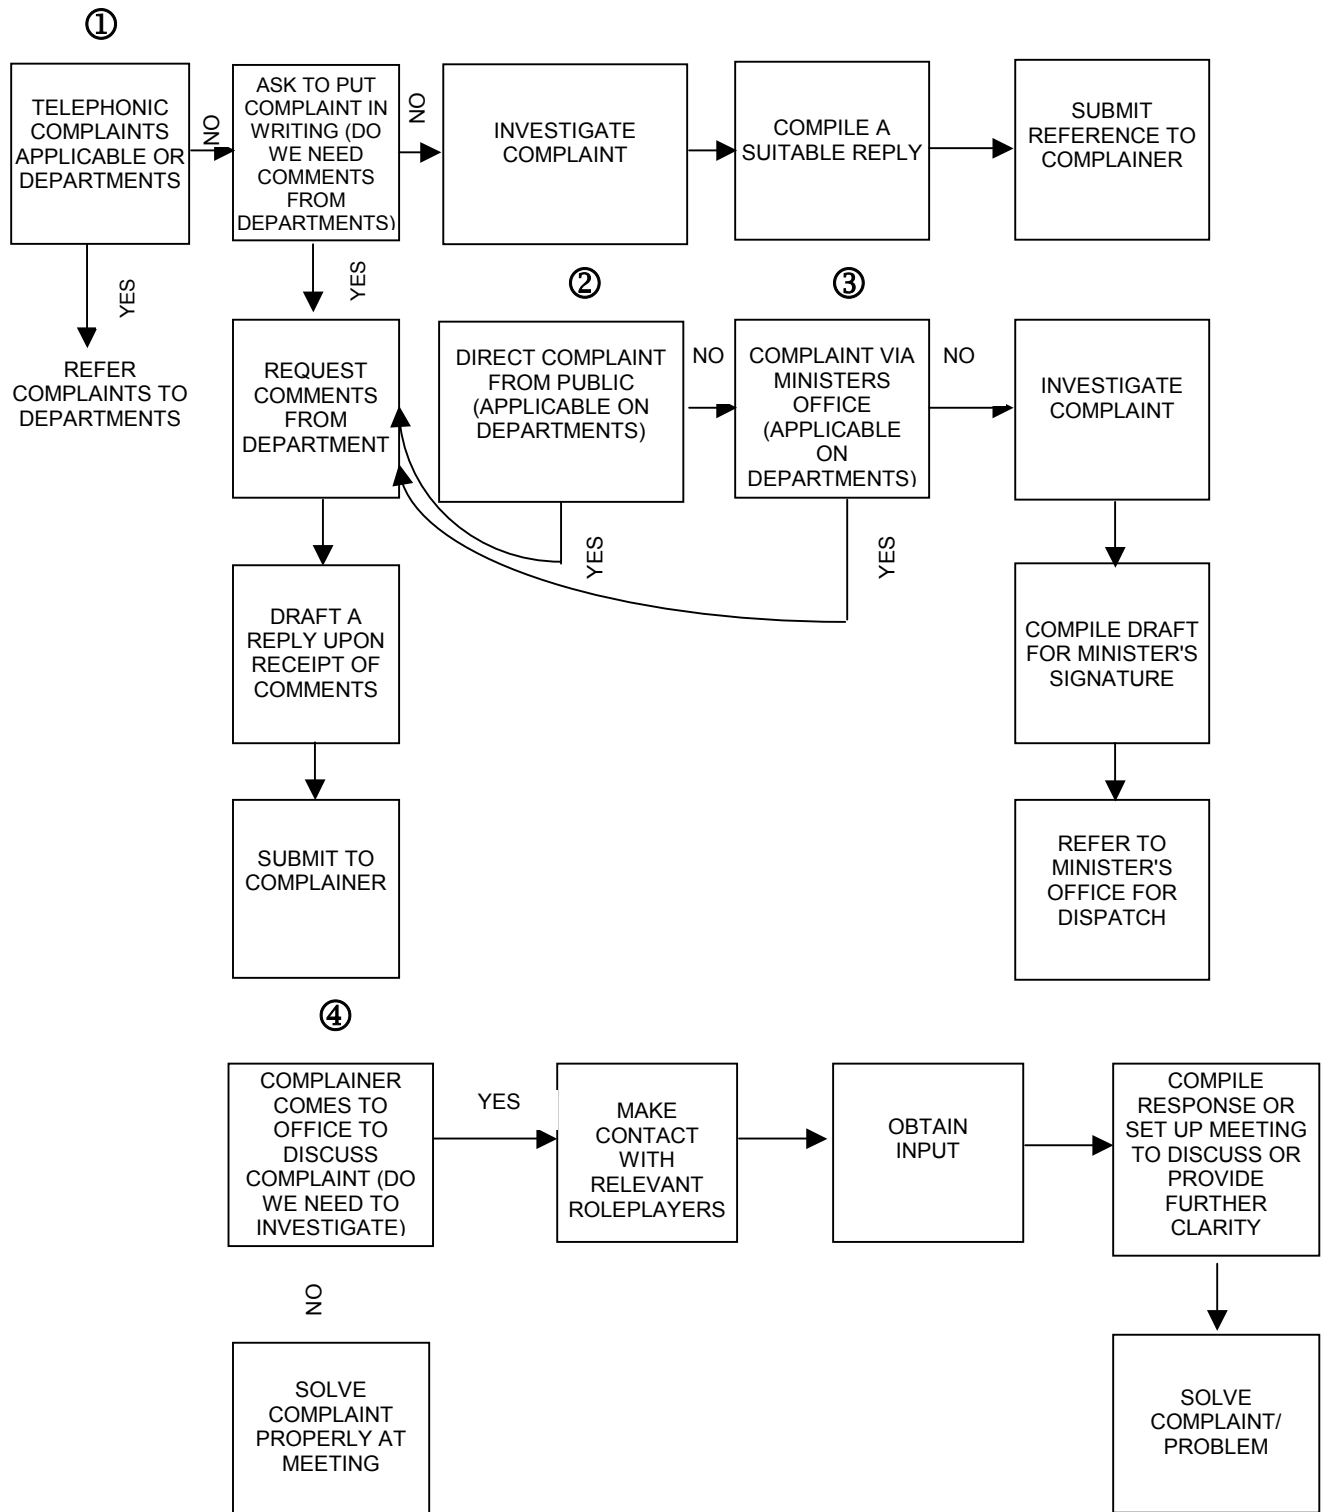 ①
TELEPHONIC
COMPLAINTS
APPLICABLE OR
DEPARTMENTS
NO
ASK TO PUT
COMPLAINT IN
WRITING (DO
WE NEED
COMMENTS
FROM
DEPARTMENTS)
NO
INVESTIGATE
COMPLAINT
COMPILE A
SUITABLE REPLY
SUBMIT
REFERENCE TO
COMPLAINER
YES
REFER
COMPLAINTS TO
DEPARTMENTS
YES
②
③
REQUEST
COMMENTS
FROM
DEPARTMENT
DIRECT COMPLAINT
FROM PUBLIC
(APPLICABLE ON
DEPARTMENTS)
NO
COMPLAINT VIA
MINISTERS
OFFICE
(APPLICABLE
ON
DEPARTMENTS)
NO
INVESTIGATE
COMPLAINT
YES
YES
DRAFT A
REPLY UPON
RECEIPT OF
COMMENTS
COMPILE DRAFT
FOR MINISTER'S
SIGNATURE
SUBMIT TO
COMPLAINER
REFER TO
MINISTER'S
OFFICE FOR
DISPATCH
④
COMPLAINER
COMES TO
OFFICE TO
DISCUSS
COMPLAINT (DO
WE NEED TO
INVESTIGATE)
YES
MAKE
CONTACT
WITH
RELEVANT
ROLEPLAYERS
OBTAIN
INPUT
COMPILE
RESPONSE OR
SET UP MEETING
TO DISCUSS OR
PROVIDE
FURTHER
CLARITY
NO
SOLVE
COMPLAINT
PROPERLY AT
MEETING
SOLVE
COMPLAINT/
PROBLEM